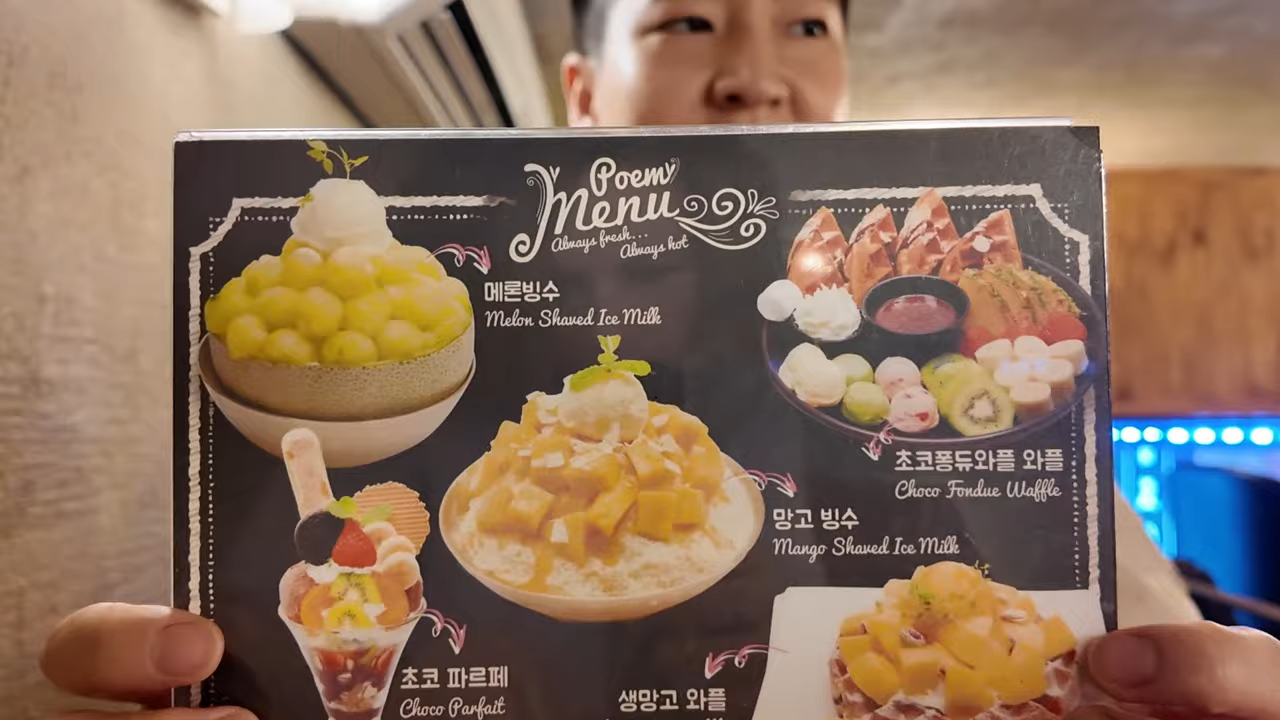 Poem
Menu
Always fresh...
Always hot
메론빙수
Melon Shaved Ice Milk
초코퐁듀와플 와플
Choco Fondue Waffle
망고 빙수
Mango Shaved Ice Milk
초코 파르페
Choco Parfait
생망고 와플